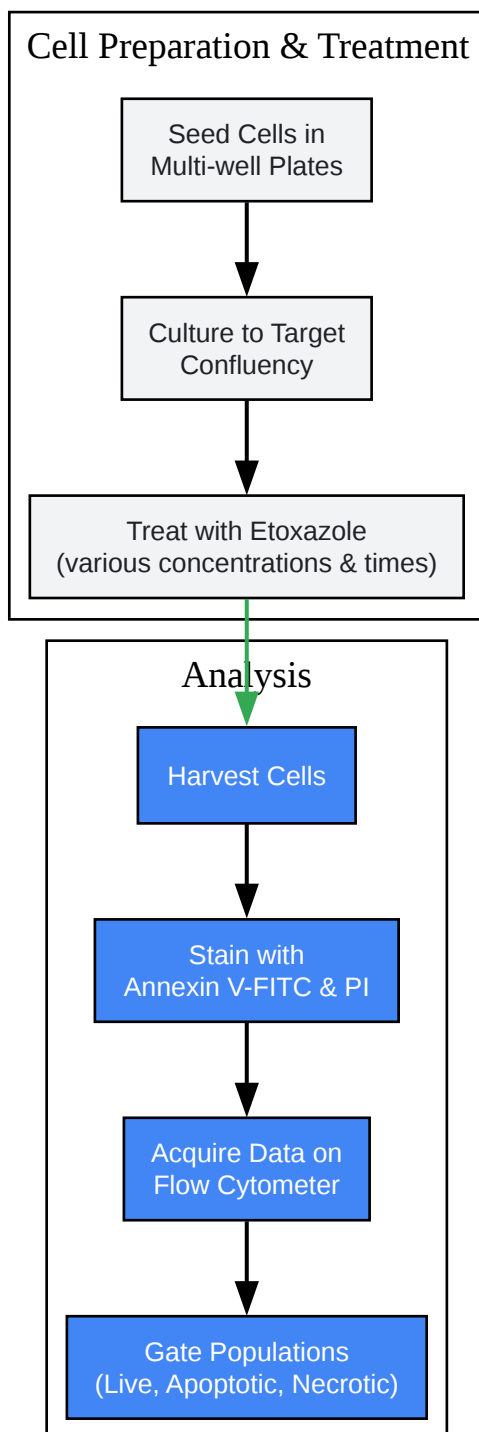 Cell Preparation & Treatment
Seed Cells in
Multi-well Plates
Culture to Target
Confluency
Treat with Etoxazole
(various concentrations & times)
Analysis
Harvest Cells
Stain with
Annexin V-FITC & PI
Acquire Data on
Flow Cytometer
Gate Populations
(Live, Apoptotic, Necrotic)